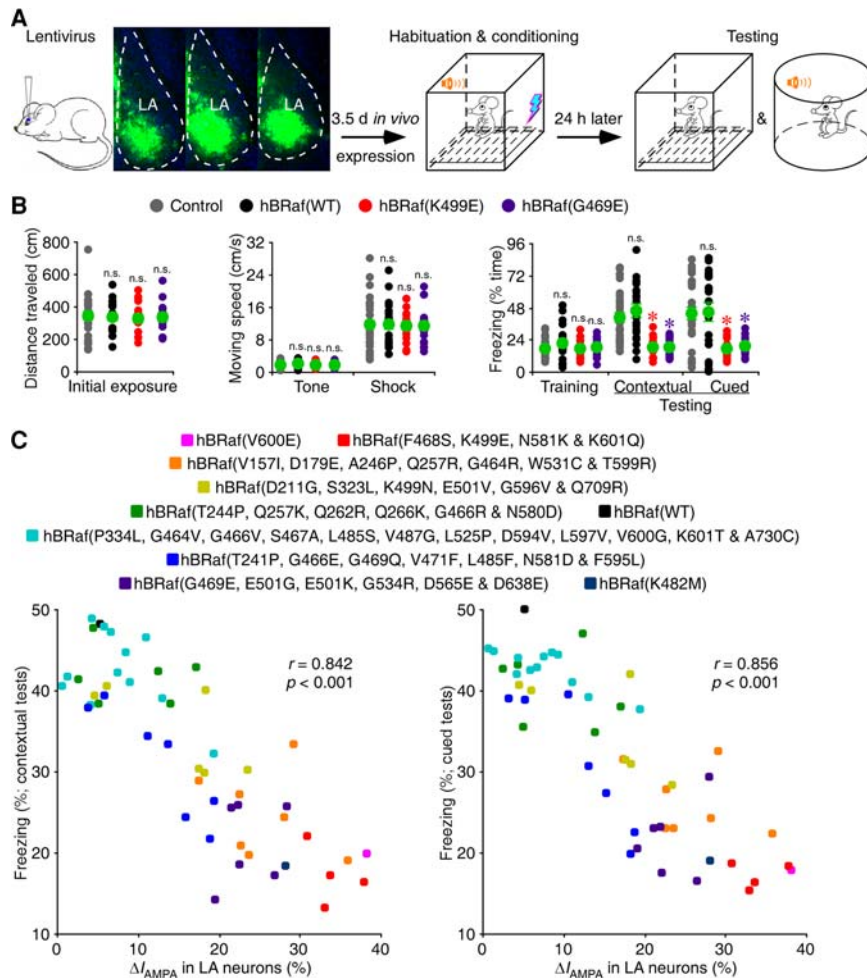 A
Lentivirus
Habituation & conditioning
Testing
LA
LA
LA
3.5 d in vivo
expression
24 h later
&
B
Control
hBRaf(WT)
hBRaf(K499E)
hBRaf(G469E)
Distance traveled (cm)
800
600
400
200
0
n.s.
n.s.
n.s.
Initial exposure
Moving speed (cm/s)
32
24
16
8
0
n.s.
n.s.
n.s.
n.s.
n.s.
n.s.
Tone
Shock
Freezing (% time)
96
72
48
24
0
n.s.
n.s.
n.s.
n.s.
*
*
n.s.
*
*
Training
Contextual
Cued
Testing
C
hBRaf(V600E)
hBRaf(F468S, K499E, N581K & K601Q)
hBRaf(V157I, D179E, A246P, Q257R, G464R, W531C & T599R)
hBRaf(D211G, S323L, K499N, E501V, G596V & Q709R)
hBRaf(T244P, Q257K, Q262R, Q266K, G466R & N580D)
hBRaf(WT)
hBRaf(P334L, G464V, G466V, S467A, L485S, V487G, L525P, D594V, L597V, V600G, K601T & A730C)
hBRaf(T241P, G466E, G469Q, V471F, L485F, N581D & F595L)
hBRaf(G469E, E501G, E501K, G534R, D565E & D638E)
hBRaf(K482M)
Freezing (%; contextual tests)
50
40
30
20
10
r = 0.842
p < 0.001
0
10
20
30
40
ΔIAMPA in LA neurons (%)
Freezing (%; cued tests)
50
40
30
20
10
r = 0.856
p < 0.001
0
10
20
30
40
ΔIAMPA in LA neurons (%)